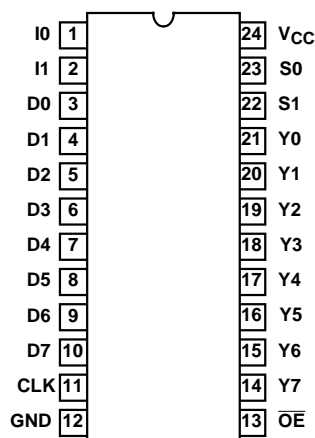 I0 1 24 VCC
I1 2 23 S0
D0 3 22 S1
D1 4 21 Y0
D2 5 20 Y1
D3 6 19 Y2
D4 7 18 Y3
D5 8 17 Y4
D6 9 16 Y5
D7 10 15 Y6
CLK 11 14 Y7
GND 12 13 O̅E̅